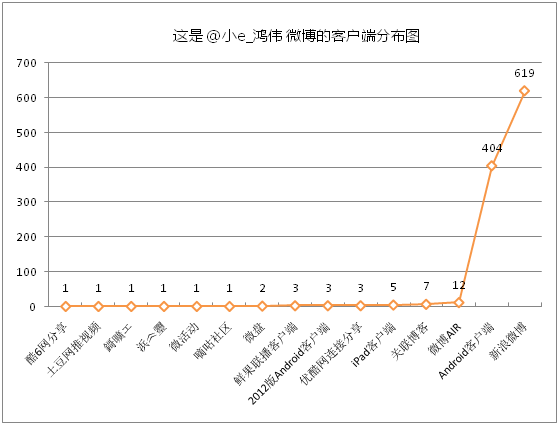 这是 @小e_鸿伟 微博的客户端分布图
700
600
500
400
300
200
100
0
1
1
1
1
1
1
2
3
3
3
5
7
12
404
619
酷6网分享
土豆网推视频
微活动
嘀咕社区
微盘
鲜果联播客户端
2012版Android客户端
优酷网连接分享
iPad客户端
关联博客
微博AIR
Android客户端
新浪微博